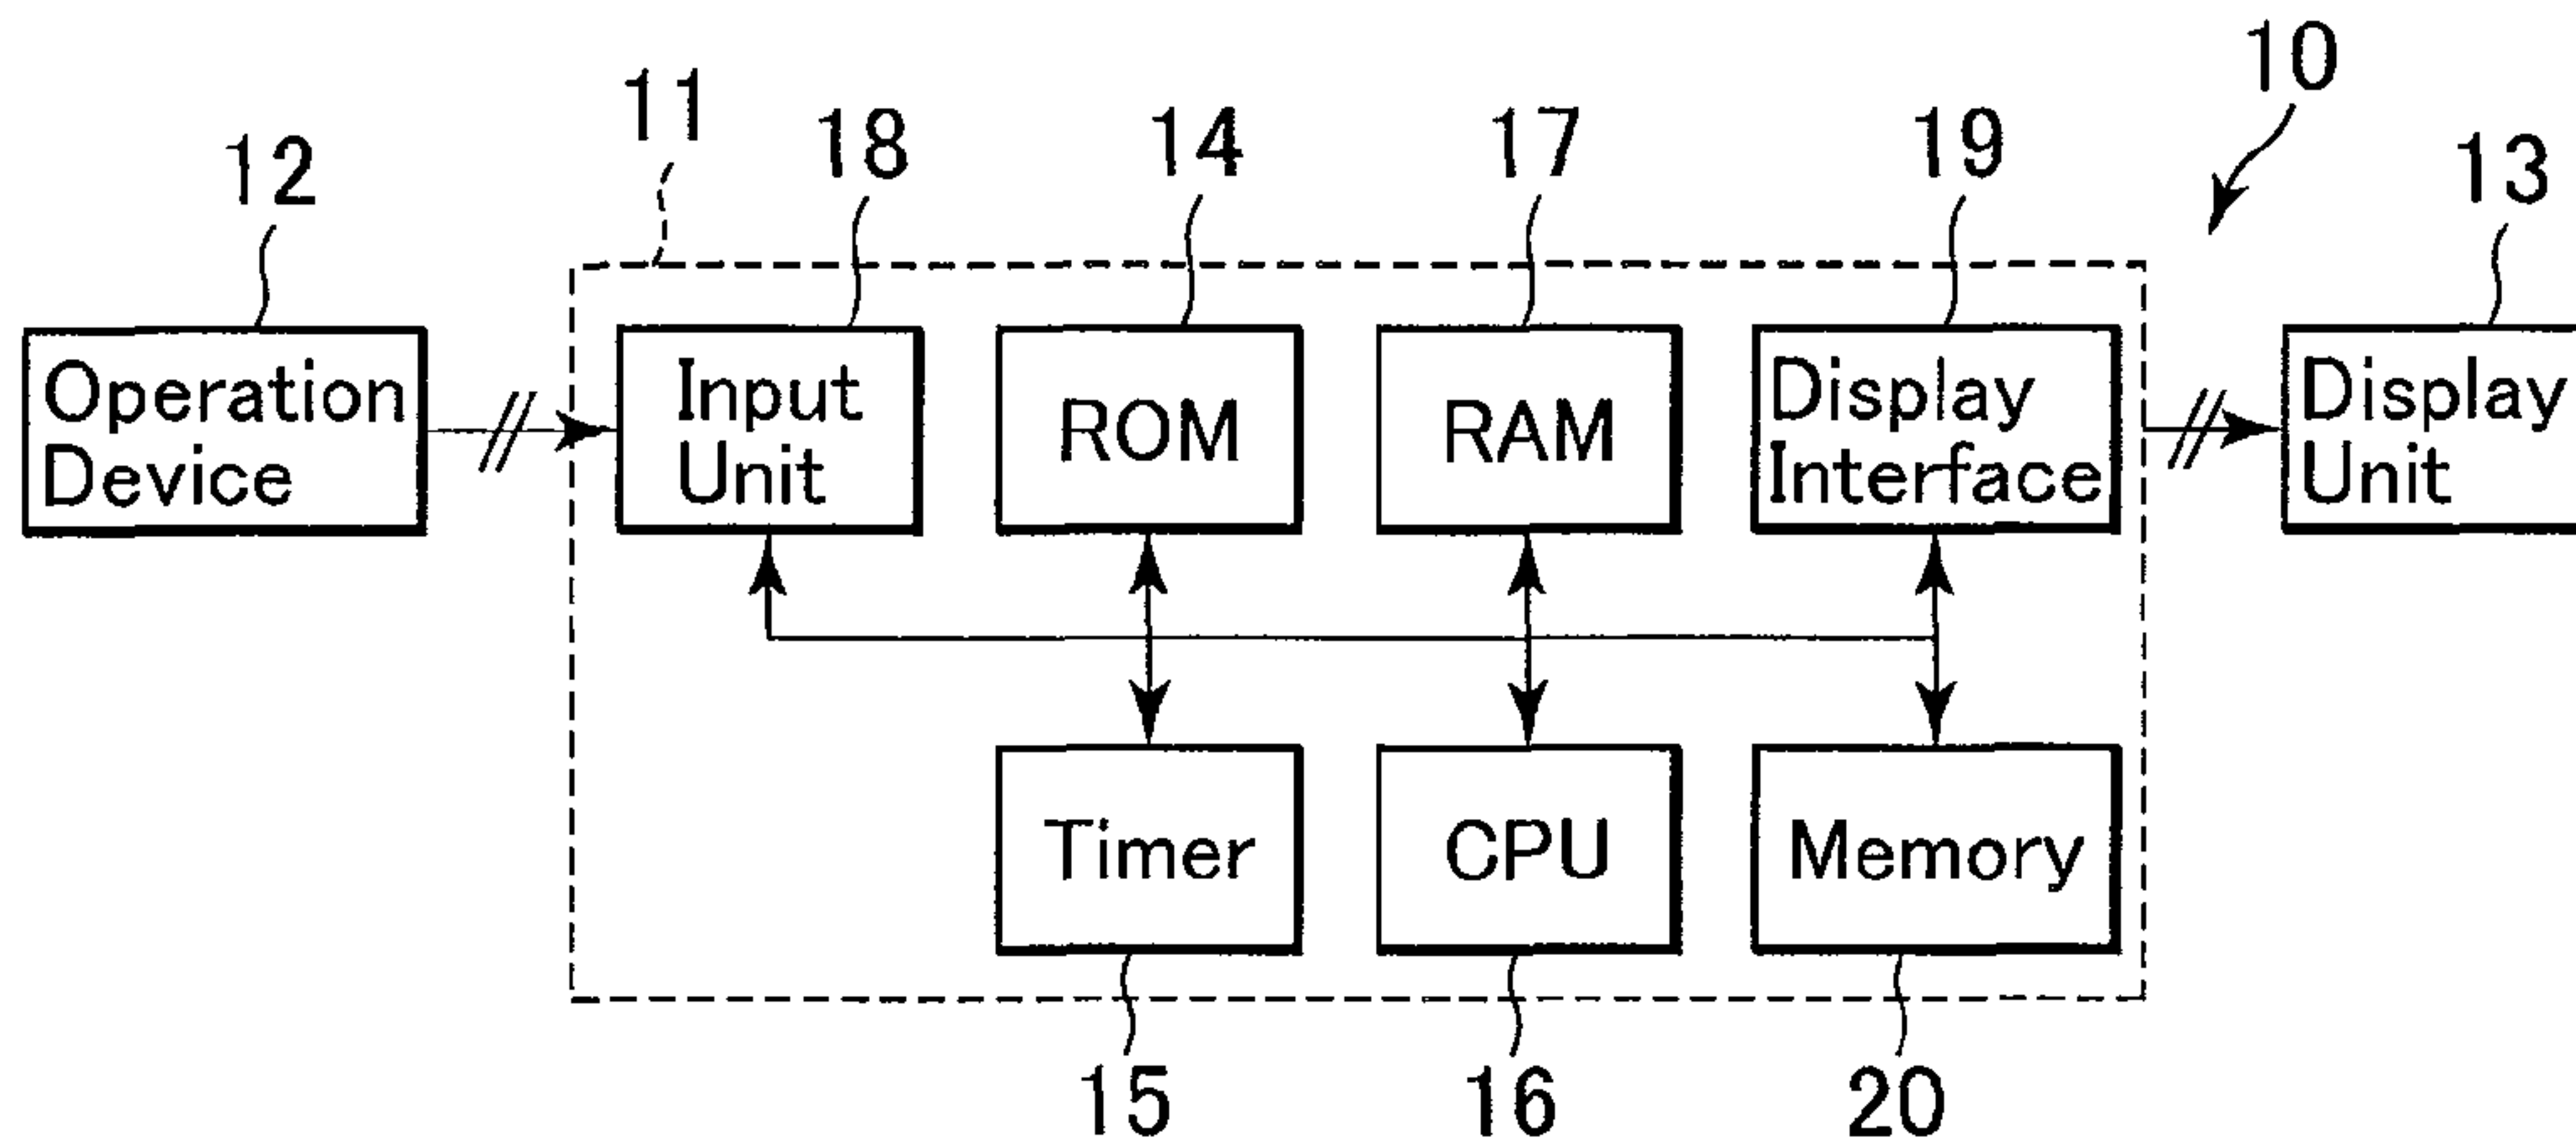 10
11
12
18
14
17
19
13
Operation
Device
Input
Unit
ROM
RAM
Display
Interface
Display
Unit
Timer
CPU
Memory
15
16
20